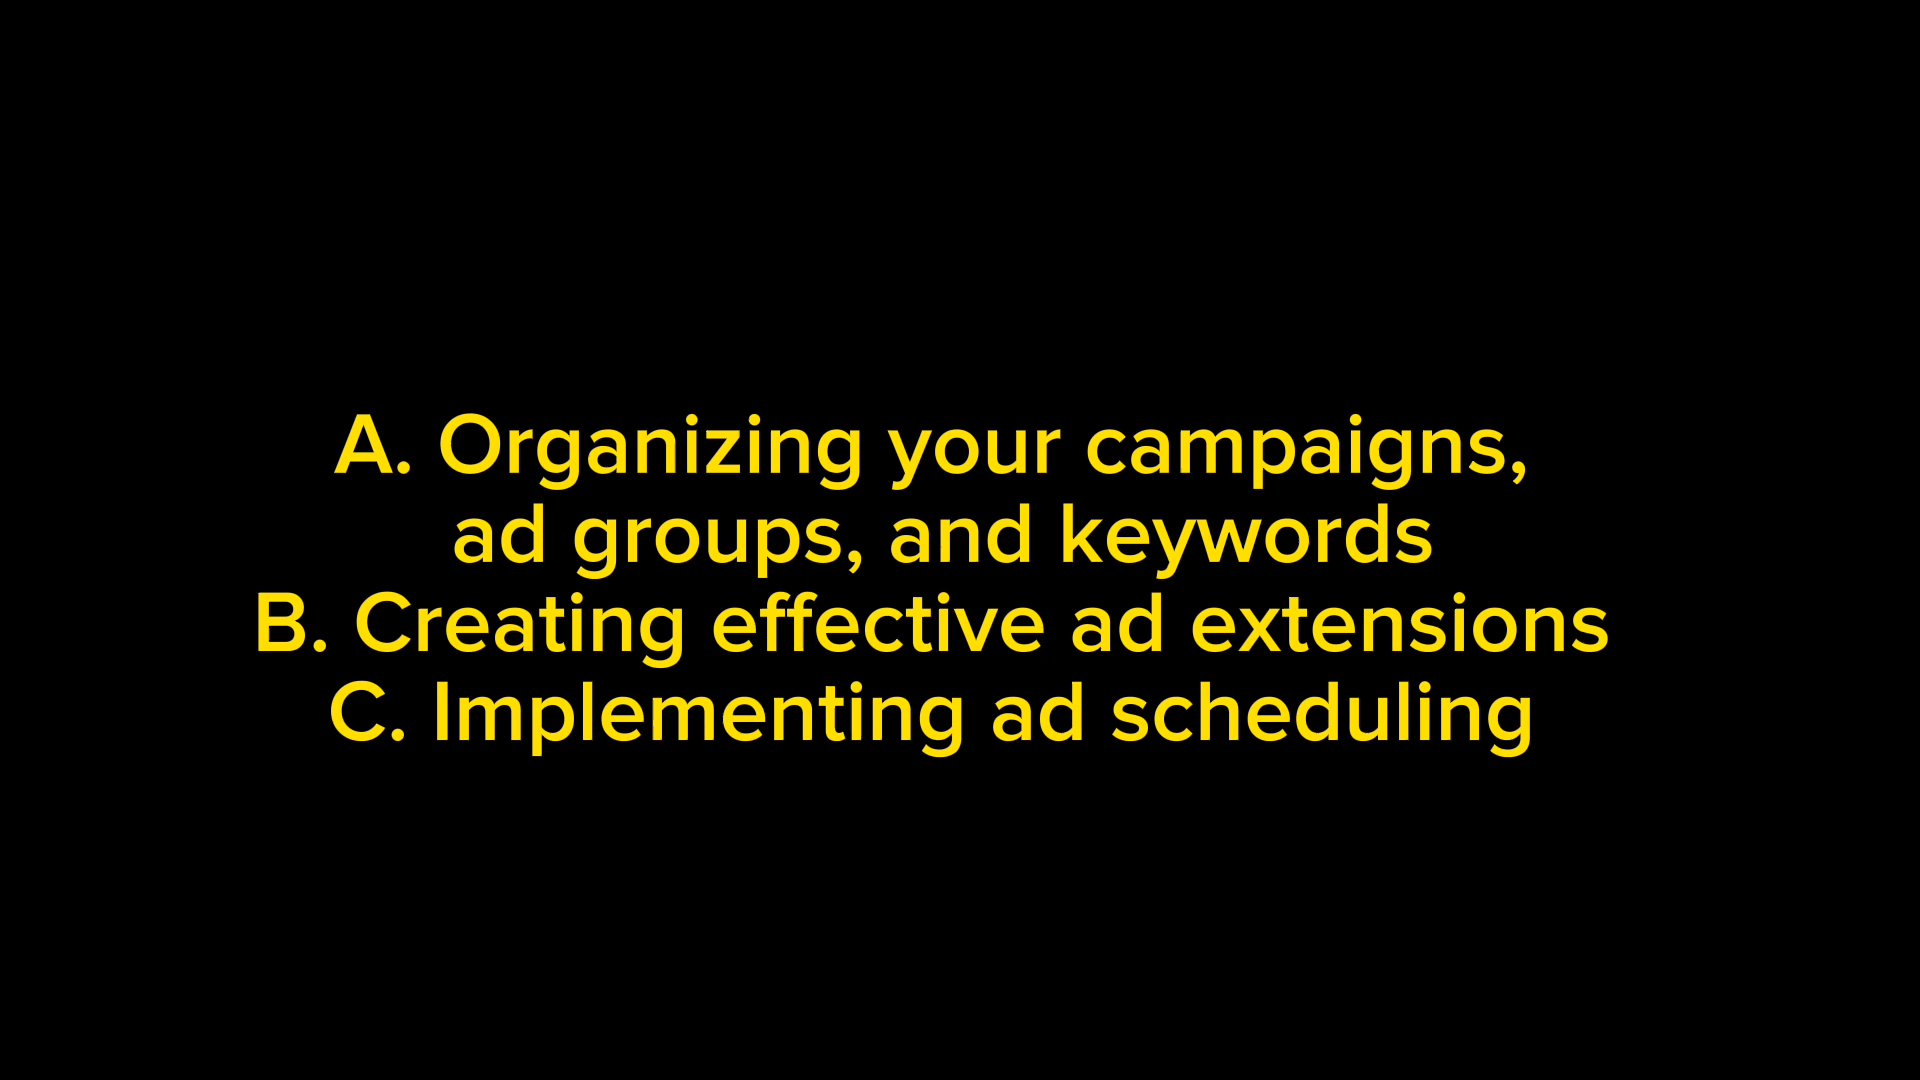 A. Organizing your campaigns,
ad groups, and keywords
B. Creating effective ad extensions
C. Implementing ad scheduling